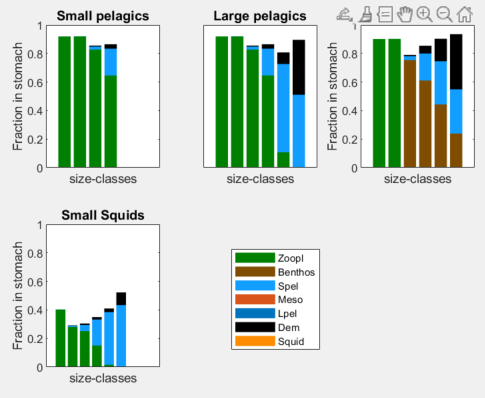 Small pelagics
Large pelagics
Fraction in stomach
1
0.8
0.6
0.4
0.2
0
size-classes
Fraction in stomach
1
0.8
0.6
0.4
0.2
0
size-classes
Fraction in stomach
1
0.8
0.6
0.4
0.2
0
size-classes
Small Squids
Fraction in stomach
1
0.8
0.6
0.4
0.2
0
size-classes
Zoopl
Benthos
Spel
Meso
Lpel
Dem
Squid